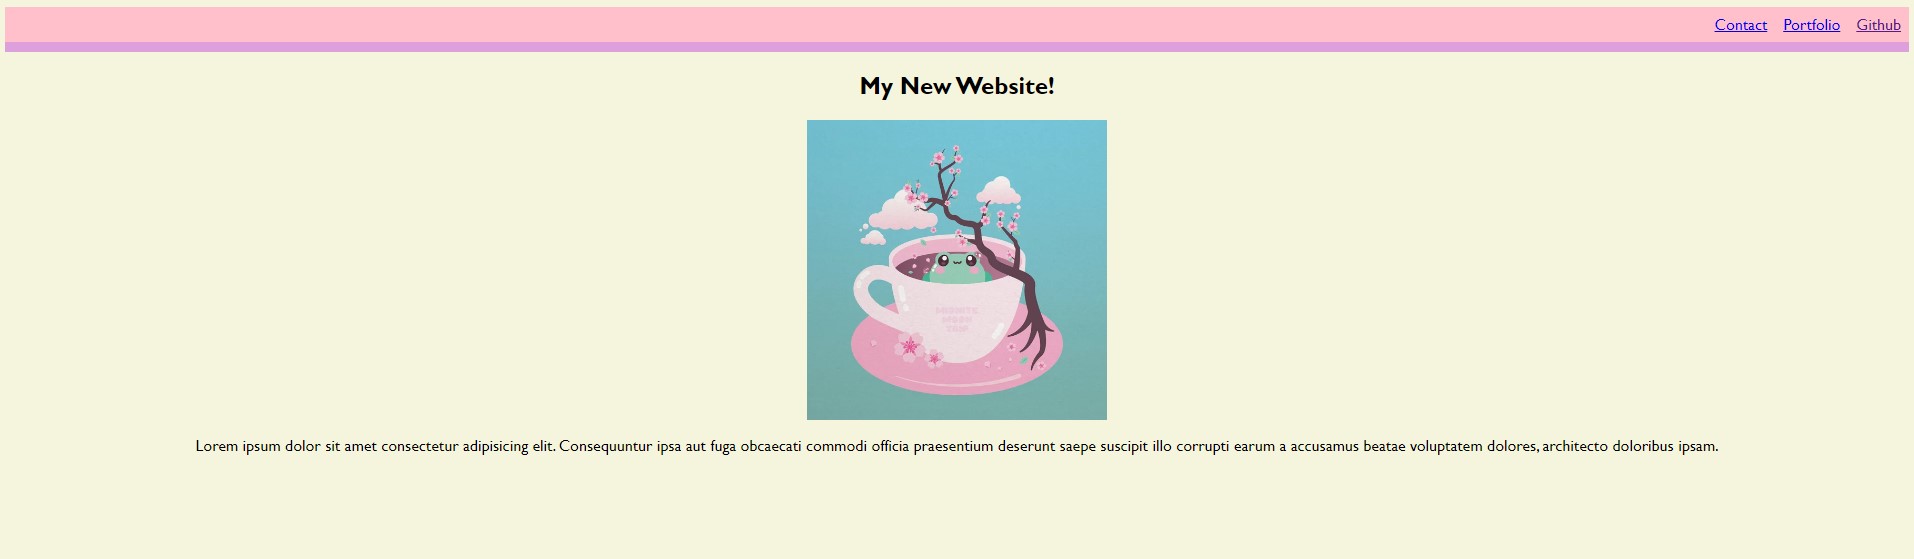 Contact Portfolio Github
My New Website!
Lorem ipsum dolor sit amet consectetur adipisicing elit. Consequuntur ipsa aut fuga obcaecati commodi officia praesentium deserunt saepe suscipit illo corrupti earum a accusamus beatae voluptatem dolores, architecto doloribus ipsam.